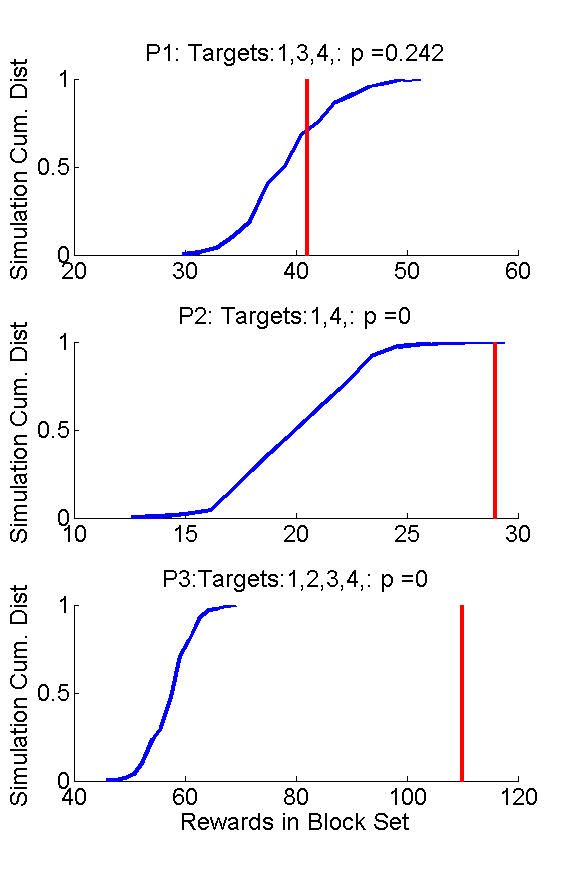 P1: Targets:1,3,4,: p =0.242
Simulation Cum. Dist
1
0.5
0
20 30 40 50 60
P2: Targets:1,4,: p =0
Simulation Cum. Dist
1
0.5
0
10 15 20 25 30
P3:Targets:1,2,3,4,: p =0
Simulation Cum. Dist
1
0.5
0
40 60 80 100 120
Rewards in Block Set